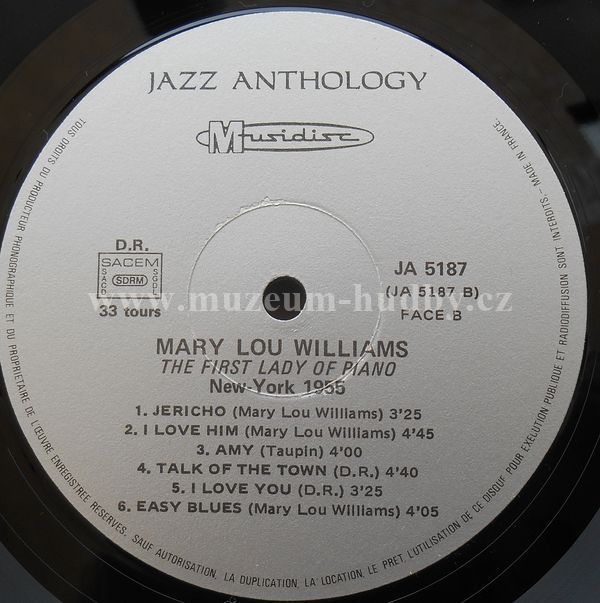 JAZZ ANTHOLOGY
Musidisc
D.R.
SACEM
SACD SDRM SGDL
33 tours
JA 5187
(JA 5187 B)
FACE B
www.muzeum-hudby.cz
MARY LOU WILLIAMS
THE FIRST LADY OF PIANO
New-York 1955
1. JERICHO (Mary Lou Williams) 3'25
2. I LOVE HIM (Mary Lou Williams) 4'45
3. AMY (Taupin) 4'00
4. TALK OF THE TOWN (D.R.) 4'40
5. I LOVE YOU (D.R.) 3'25
6. EASY BLUES (Mary Lou Williams) 4'05
TOUS DROITS DU PRODUCTEUR PHONOGRAPHIQUE ET DU PROPRIETAIRE DE L'ŒUVRE ENREGISTREE RESERVES, SAUF AUTORISATION, LA DUPLICATION, LA LOCATION, LE PRET, L'UTILISATION DE CE DISQUE POUR EXECUTION PUBLIQUE ET RADIODIFFUSION SONT INTERDITS, - MADE IN FRANCE.